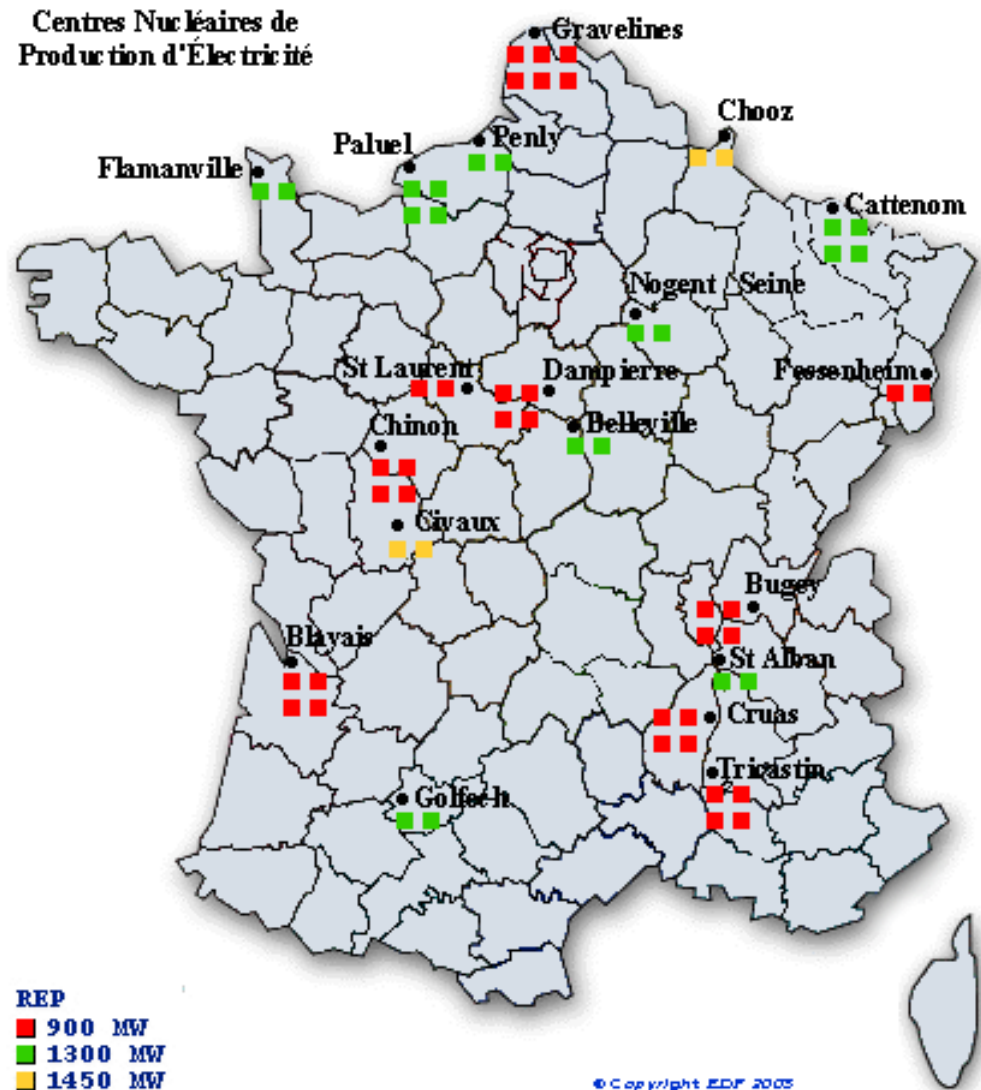 Centres Nucléaires de
Production d'Électricité
Gravelines
Chooz
Penly
Paluel
Flamanville
Cattenom
Nogent / Seine
St Laurent
Dampierre
Fessenheim
Belleville
Chinon
Civaux
Bugey
Blayais
St Alban
Cruas
Tricastin
Golfech
REP
900 MW
1300 MW
1450 MW
© Copyright EDF 2003